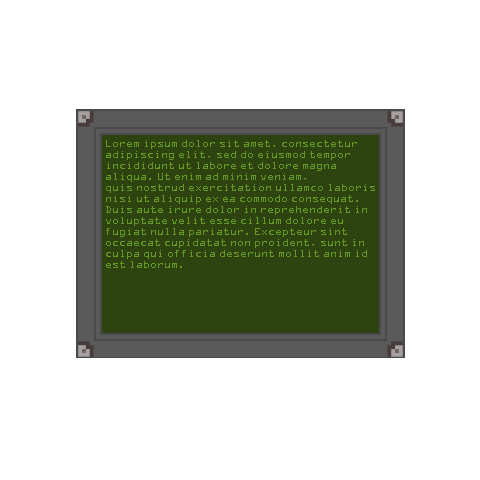 Lorem ipsum dolor sit amet. consectetur
adipiscing elit. sed do eiusmod tempor
incididunt ut labore et dolore magna
aliqua. Ut enim ad minim veniam.
quis nostrud exercitation ullamco laboris
nisi ut aliquip ex ea commodo consequat.
Duis aute irure dolor in reprehenderit in
voluptate velit esse cillum dolore eu
fugiat nulla pariatur. Excepteur sint
occaecat cupidatat non proident. sunt in
culpa qui officia deserunt mollit anim id
est laborum.